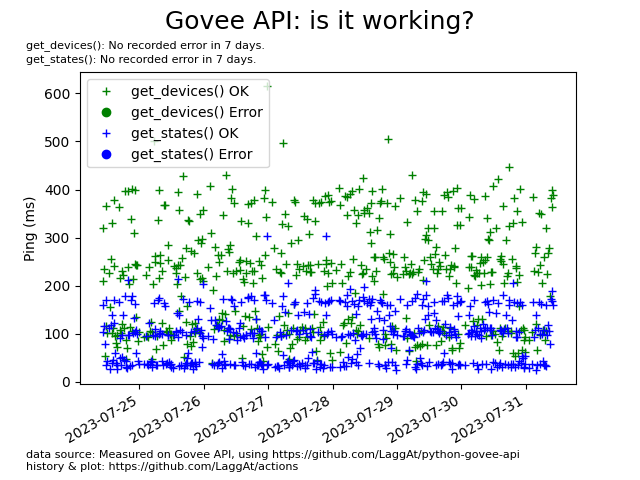 Govee API: is it working?
get_devices(): No recorded error in 7 days.
get_states(): No recorded error in 7 days.
get_devices() OK
get_devices() Error
get_states() OK
get_states() Error
Ping (ms)
600
500
400
300
200
100
0
2023-07-25
2023-07-26
2023-07-27
2023-07-28
2023-07-29
2023-07-30
2023-07-31
data source: Measured on Govee API, using https://github.com/LaggAt/python-govee-api
history & plot: https://github.com/LaggAt/actions